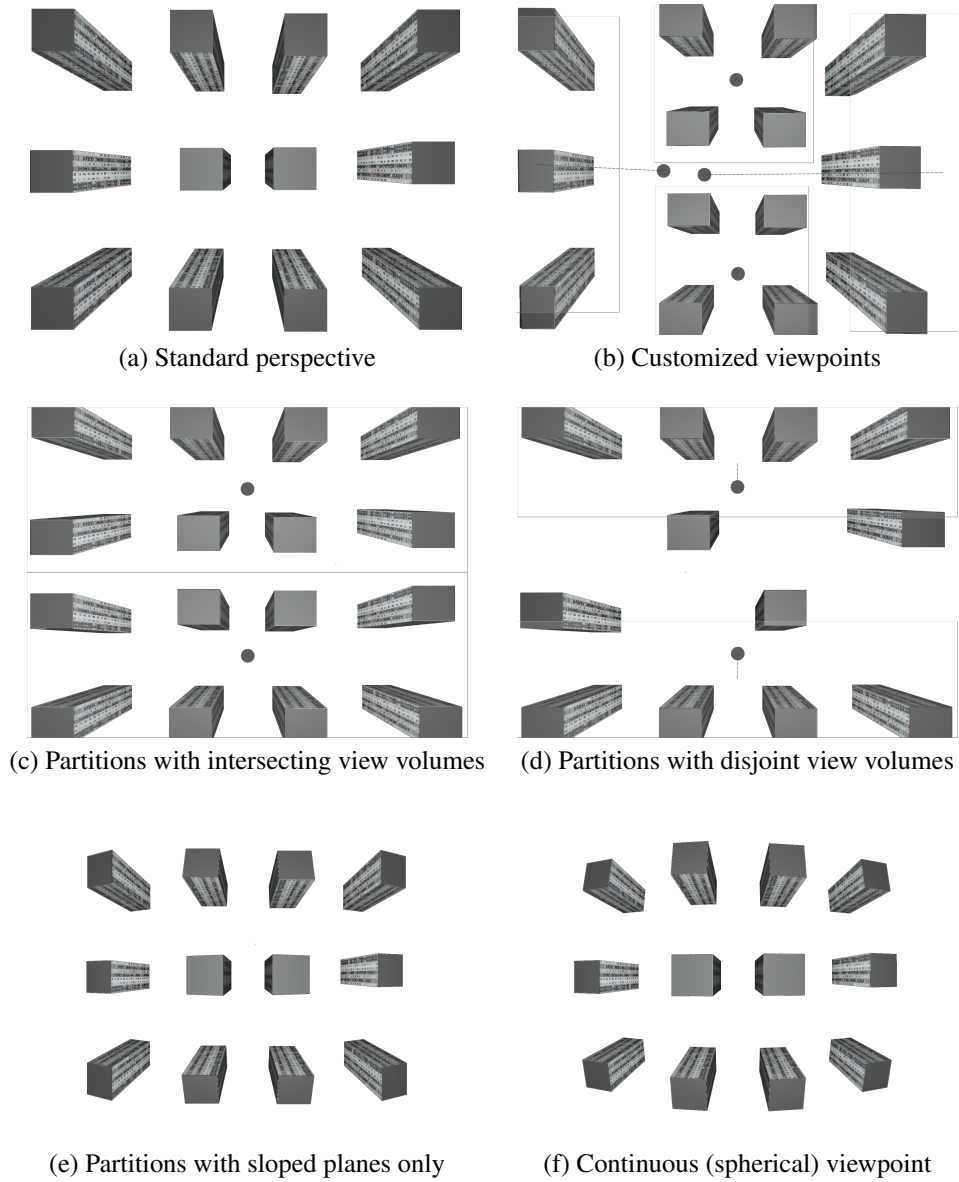 (a) Standard perspective
(b) Customized viewpoints
(c) Partitions with intersecting view volumes
(d) Partitions with disjoint view volumes
(e) Partitions with sloped planes only
(f) Continuous (spherical) viewpoint